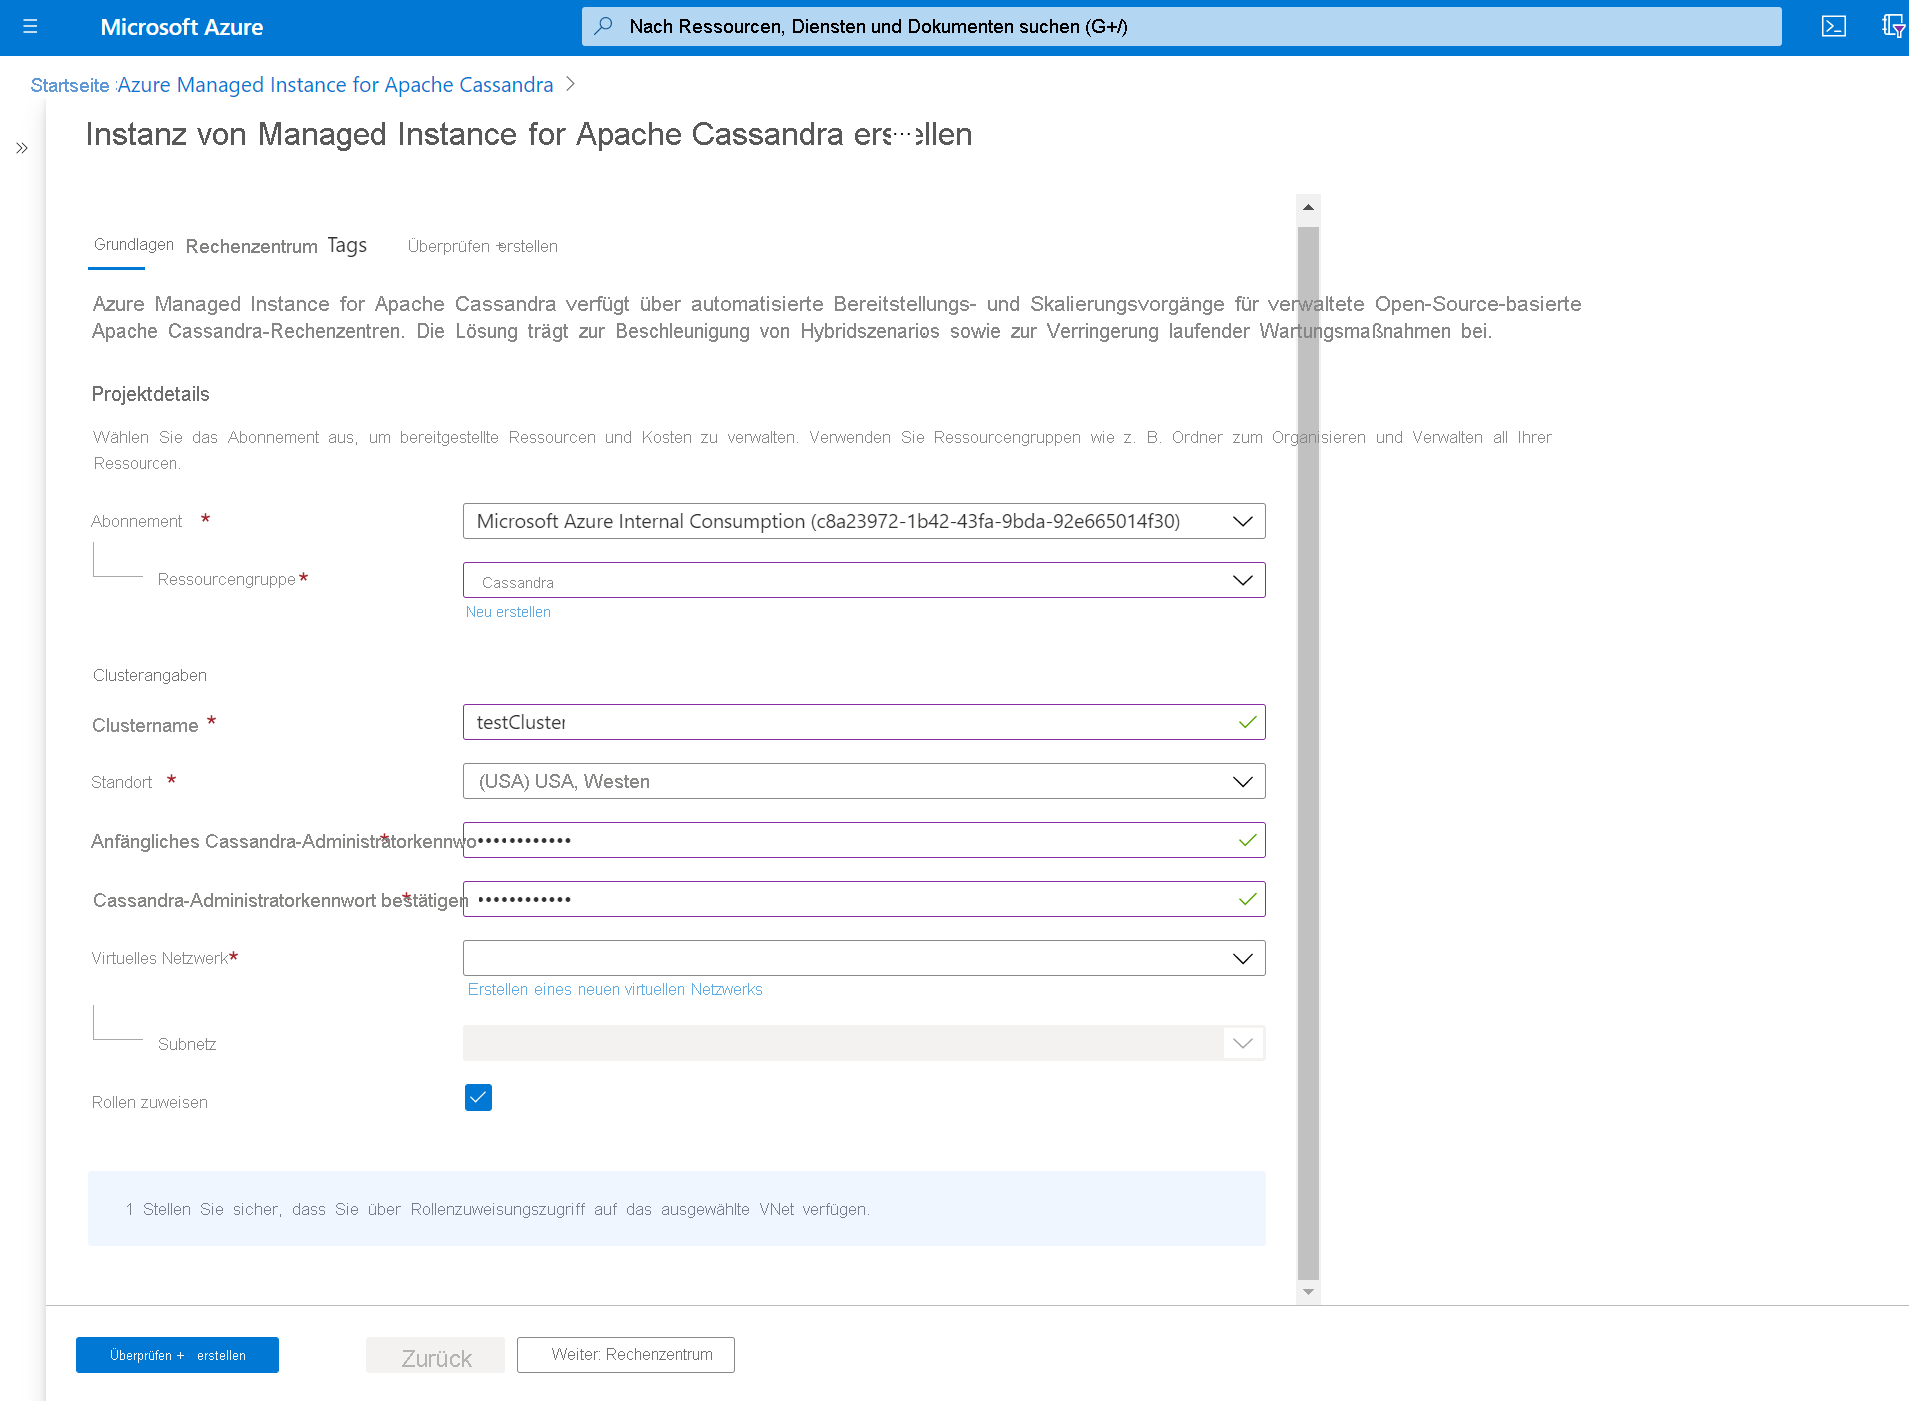 Microsoft Azure
Nach Ressourcen, Diensten und Dokumenten suchen (G+/)
Startseite Azure Managed Instance for Apache Cassandra
Instanz von Managed Instance for Apache Cassandra erstellen
Grundlagen Rechenzentrum Tags Überprüfen + erstellen
Azure Managed Instance for Apache Cassandra verfügt über automatisierte Bereitstellungs- und Skalierungsvorgänge für verwaltete Open-Source-basierte
Apache Cassandra-Rechenzentren. Die Lösung trägt zur Beschleunigung von Hybridszenarios sowie zur Verringerung laufender Wartungsmaßnahmen bei.
Projektdetails
Wählen Sie das Abonnement aus, um bereitgestellte Ressourcen und Kosten zu verwalten. Verwenden Sie Ressourcengruppen wie z. B. Ordner zum Organisieren und Verwalten all Ihrer
Ressourcen.
Abonnement * Microsoft Azure Internal Consumption (c8a23972-1b42-43fa-9bda-92e665014f30)
Ressourcengruppe * Cassandra
Neu erstellen
Clusterangaben
Clustername * testCluster
Standort * (USA) USA, Westen
Anfängliches Cassandra-Administratorkennwo * ••••••••••••
Cassandra-Administratorkennwort bestätigen * ••••••••••••
Virtuelles Netzwerk *
Erstellen eines neuen virtuellen Netzwerks
Subnetz
Rollen zuweisen
1 Stellen Sie sicher, dass Sie über Rollenzuweisungszugriff auf das ausgewählte VNet verfügen.
Überprüfen + erstellen Zurück Weiter: Rechenzentrum